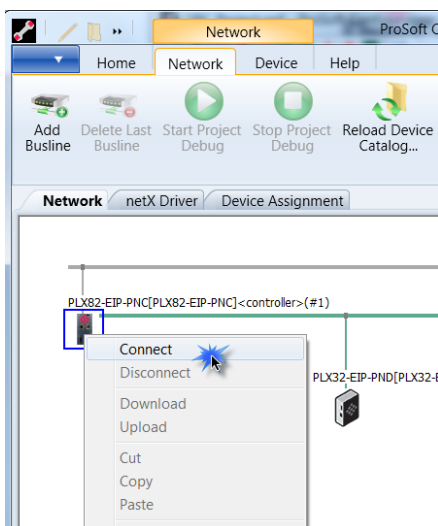 Network
ProSoft C
Home Network Device Help
Add Busline
Delete Last Busline
Start Project Debug
Stop Project Debug
Reload Device Catalog...
Network netX Driver Device Assignment
PLX82-EIP-PNC[PLX82-EIP-PNC]<controller>(#1)
PLX32-EIP-PND[PLX32-E
Connect
Disconnect
Download
Upload
Cut
Copy
Paste